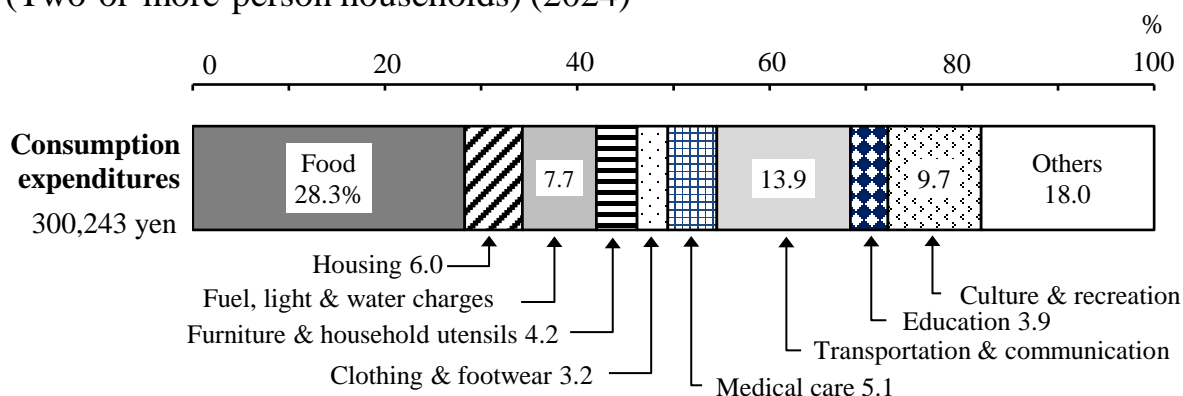 (Two-or-more-person households) (2024)
%
0 20 40 60 80 100
Consumption
expenditures
300,243 yen
Food
28.3%
7.7
13.9
9.7
Others
18.0
Housing 6.0
Fuel, light & water charges
Furniture & household utensils 4.2
Clothing & footwear 3.2
Medical care 5.1
Transportation & communication
Education 3.9
Culture & recreation